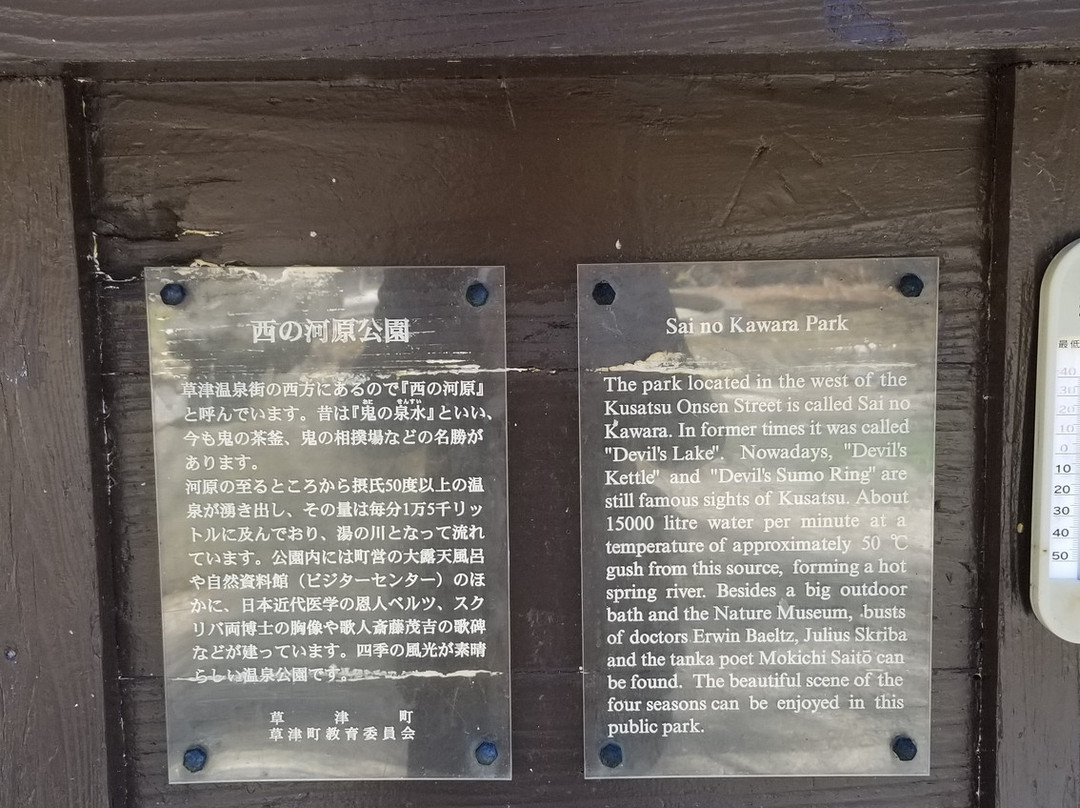 西の河原公園
草津温泉街の西方にあるので『西の河原』
と呼んでいます。昔は『鬼の泉水』といい、
今も鬼の茶釜、鬼の相撲場などの名勝が
あります。
河原の至るところから摂氏50度以上の温
泉が湧き出し、その量は毎分1万5千リッ
トルに及んでおり、湯の川となって流れ
ています。公園内には町営の大露天風呂
や自然資料館（ビジターセンター）のほ
かに、日本近代医学の恩人ベルツ、スク
リバ両博士の胸像や歌人斎藤茂吉の歌碑
などが建っています。四季の風光が素晴
らしい温泉公園です。
草津町
草津町教育委員会
Sai no Kawara Park
The park located in the west of the
Kusatsu Onsen Street is called Sai no
Kawara. In former times it was called
"Devil's Lake". Nowadays, "Devil's
Kettle" and "Devil's Sumo Ring" are
still famous sights of Kusatsu. About
15000 litre water per minute at a
temperature of approximately 50 ℃
gush from this source, forming a hot
spring river. Besides a big outdoor
bath and the Nature Museum, busts
of doctors Erwin Baeltz, Julius Skriba
and the tanka poet Mokichi Saitō can
be found. The beautiful scene of the
four seasons can be enjoyed in this
public park.
最低
40
30
20
10
0
10
20
30
40
50